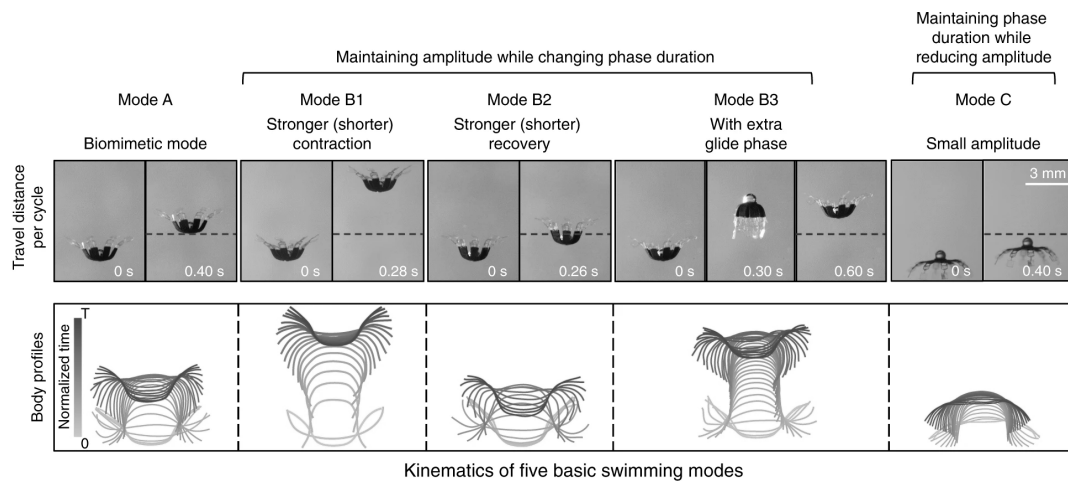 Maintaining phase
duration while
reducing amplitude
Maintaining amplitude while changing phase duration
Mode A
Mode B1
Mode B2
Mode B3
Mode C
Biomimetic mode
Stronger (shorter)
contraction
Stronger (shorter)
recovery
With extra
glide phase
Small amplitude
Travel distance
per cycle
0 s
0.40 s
0 s
0.28 s
0 s
0.26 s
0 s
0.30 s
0.60 s
0 s
3 mm
0.40 s
Body profiles
Normalized time
T
0
Kinematics of five basic swimming modes